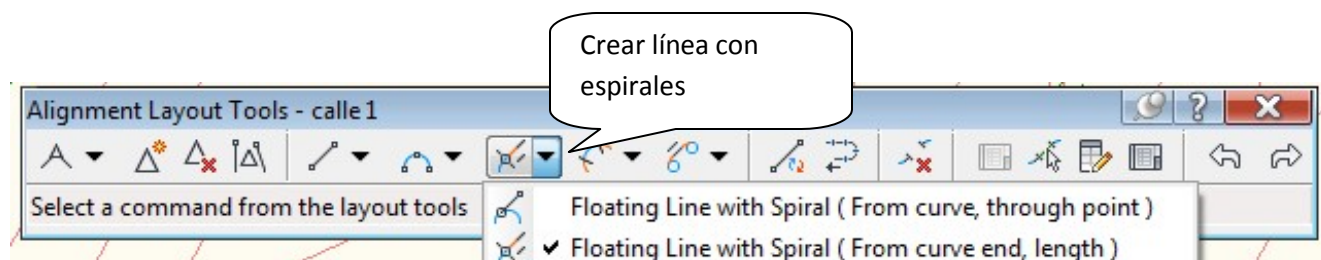 Crear línea con
espirales
Alignment Layout Tools - calle 1
Select a command from the layout tools
Floating Line with Spiral ( From curve, through point )
Floating Line with Spiral ( From curve end, length )